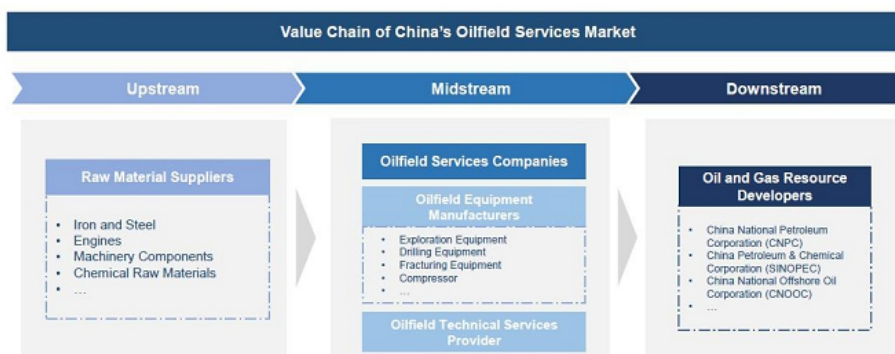 Value Chain of China's Oilfield Services Market
Upstream
Midstream
Downstream
Raw Material Suppliers
• Iron and Steel
• Engines
• Machinery Components
• Chemical Raw Materials
• ...
Oilfield Services Companies
Oilfield Equipment
Manufacturers
• Exploration Equipment
• Drilling Equipment
• Fracturing Equipment
• Compressor
• ...
Oilfield Technical Services
Provider
Oil and Gas Resource
Developers
• China National Petroleum
Corporation (CNPC)
• China Petroleum & Chemical
Corporation (SINOPEC)
• China National Offshore Oil
Corporation (CNOOC)
• ...